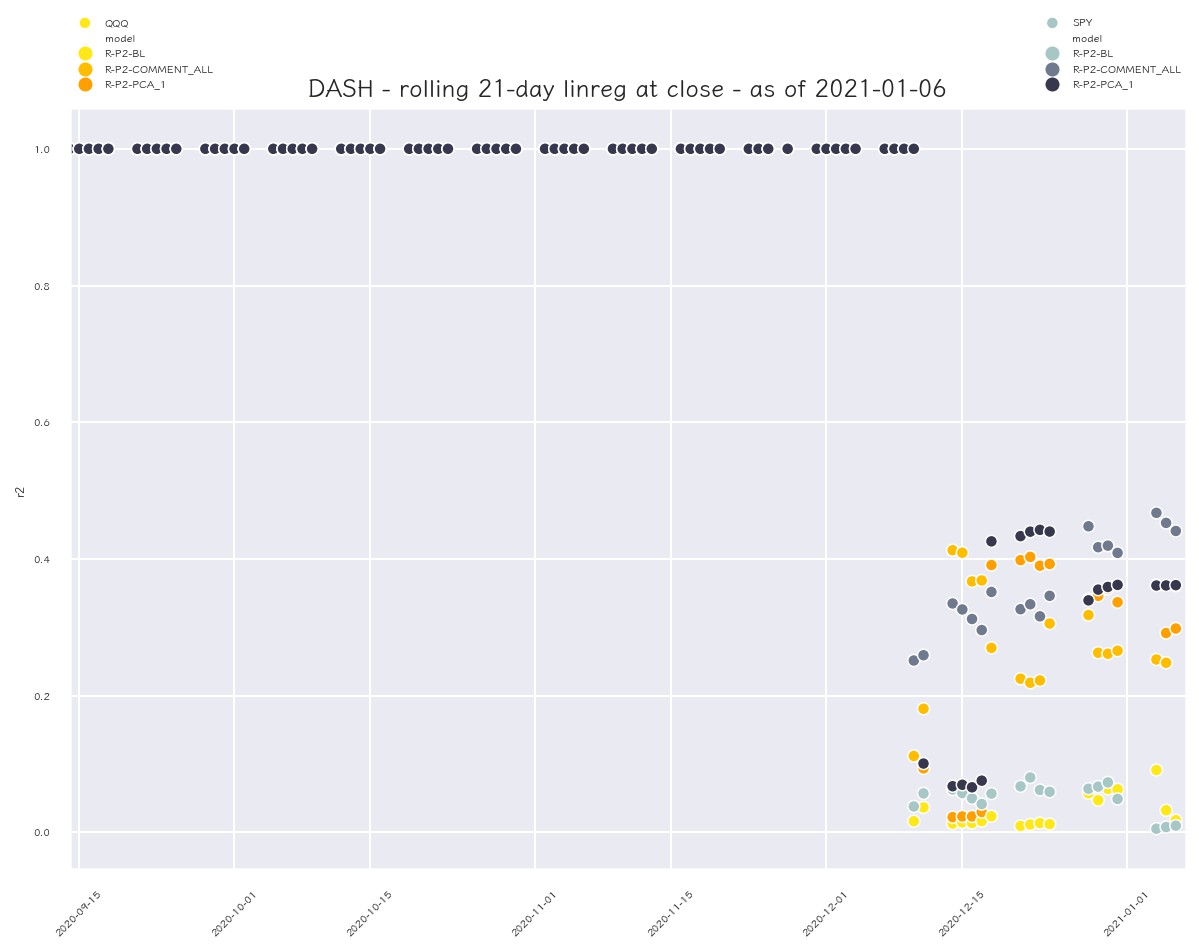 QQQ
model
R-P2-BL
R-P2-COMMENT_ALL
R-P2-PCA_1
SPY
model
R-P2-BL
R-P2-COMMENT_ALL
R-P2-PCA_1
DASH - rolling 21-day linreg at close - as of 2021-01-06
1.0
0.8
0.6
0.4
0.2
0.0
r2
2020-09-15
2020-10-01
2020-10-15
2020-11-01
2020-11-15
2020-12-01
2020-12-15
2021-01-01